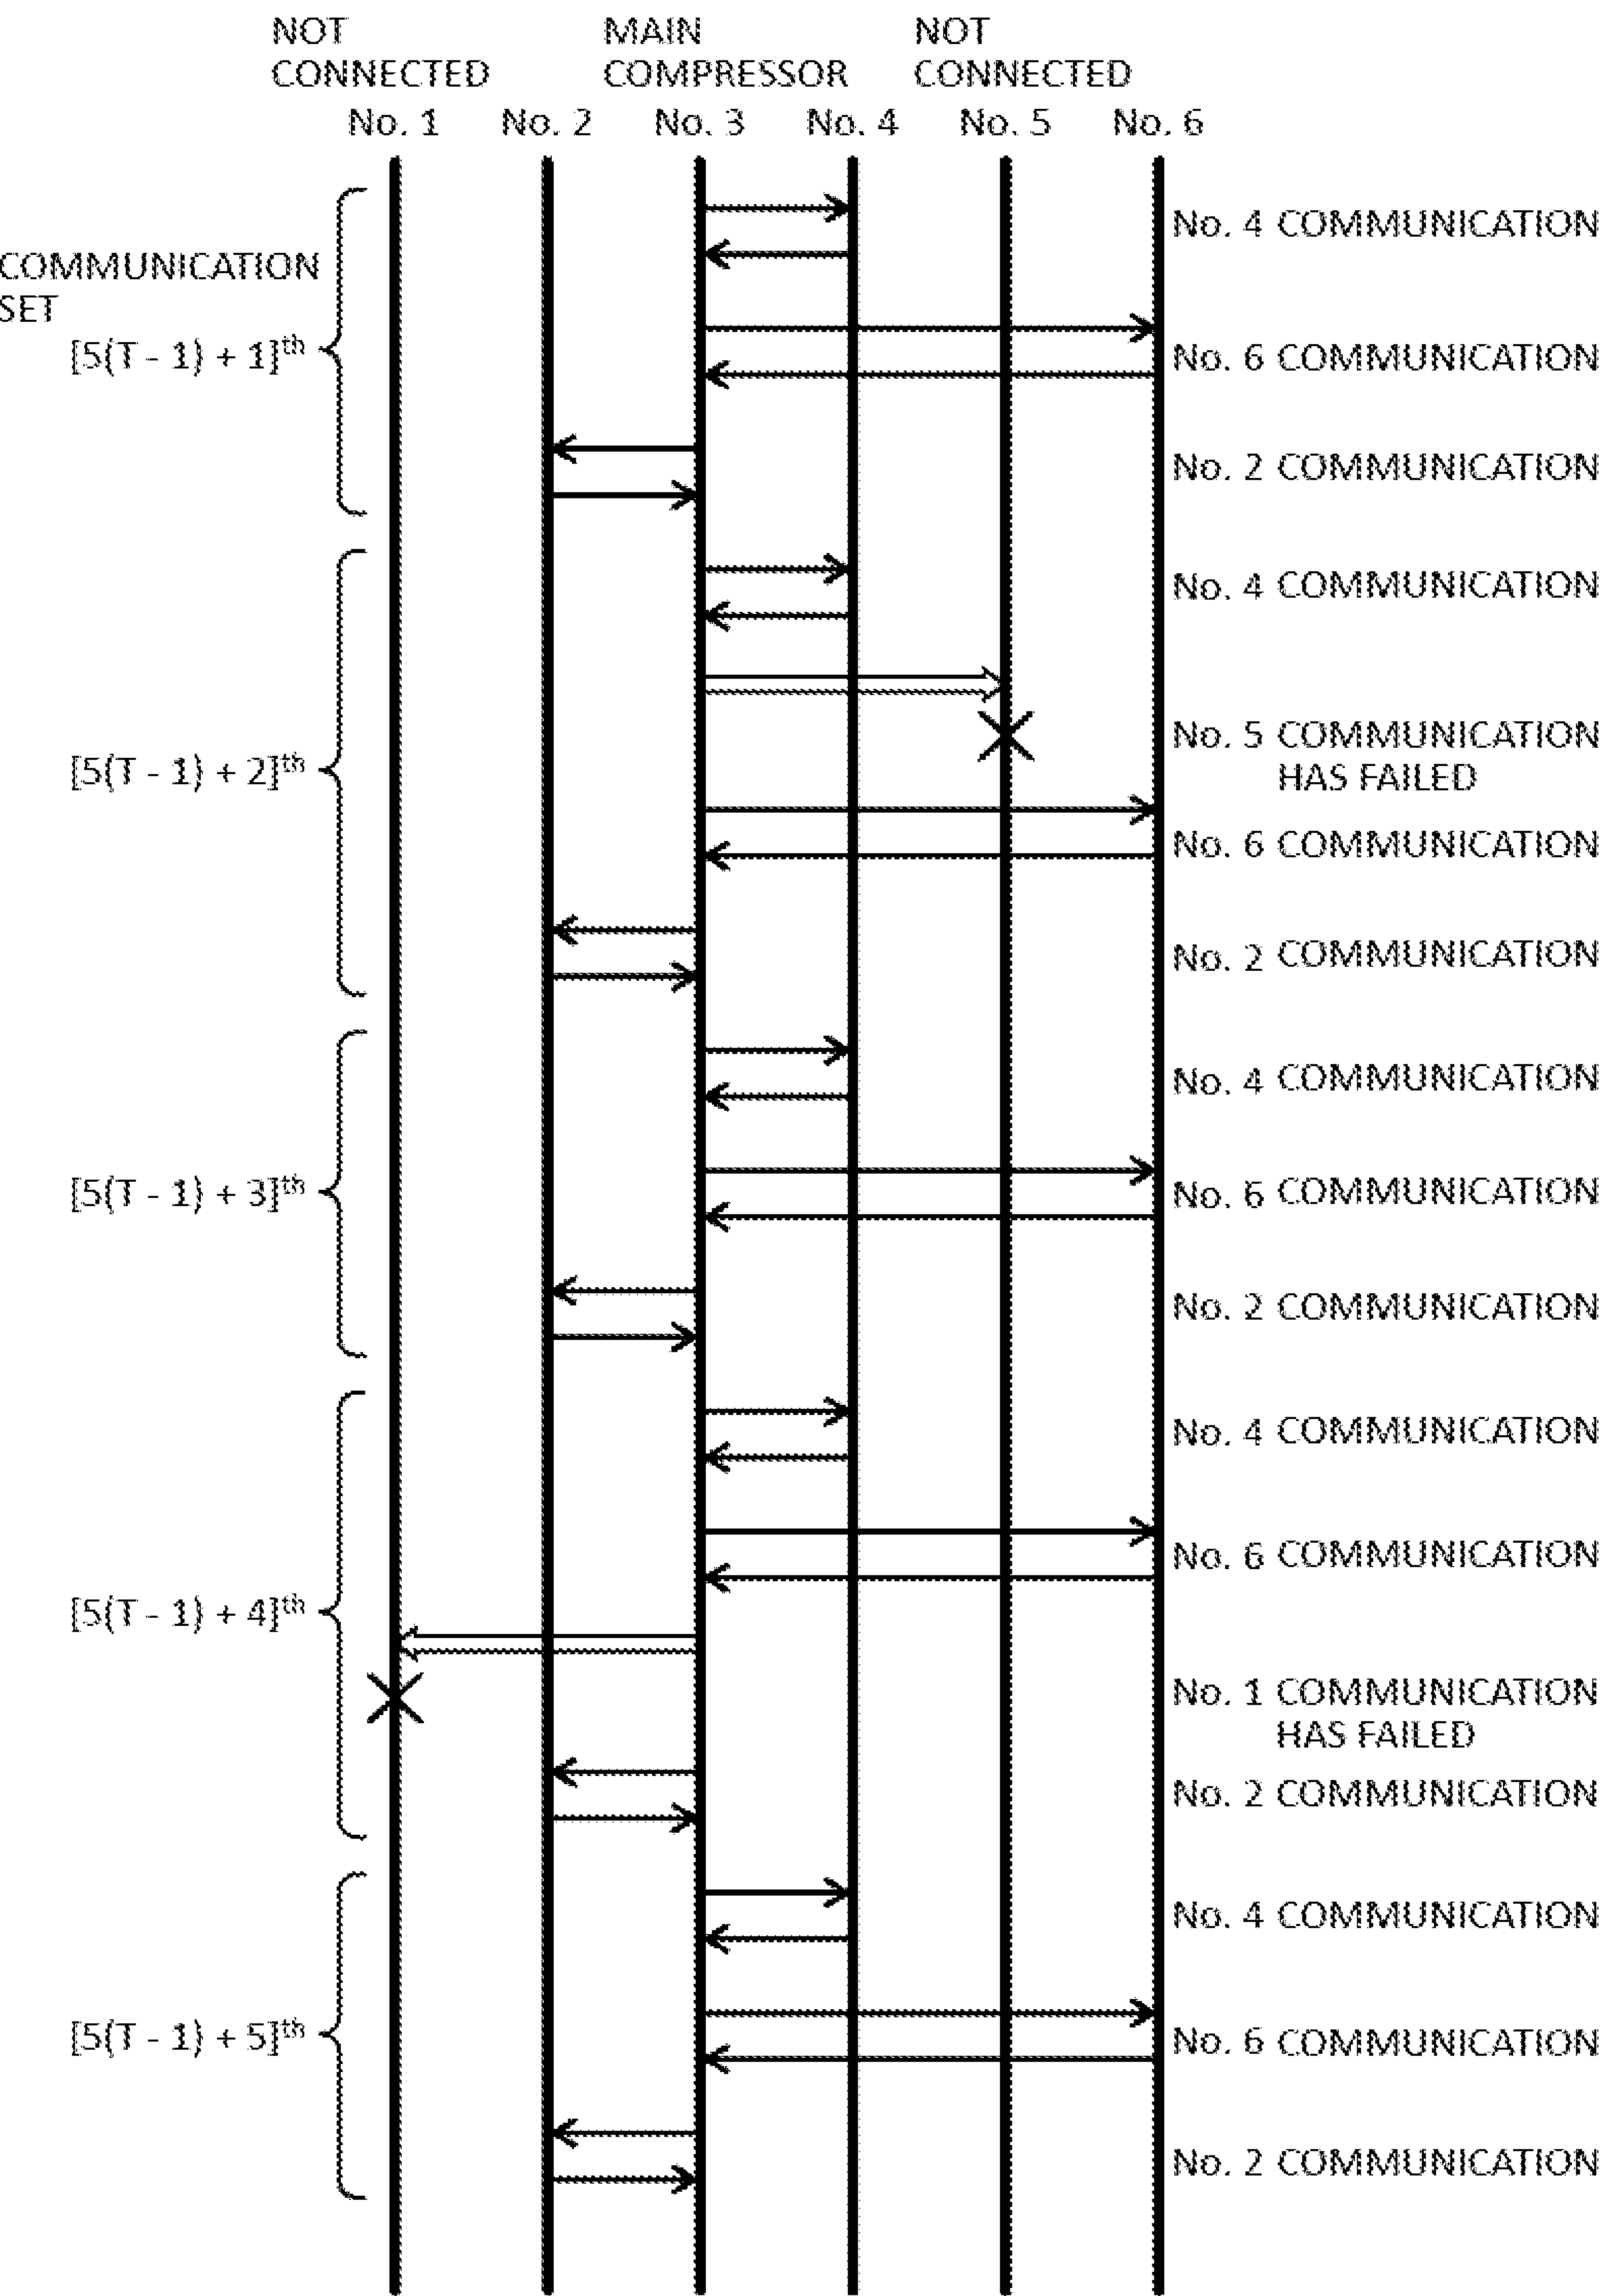 NOT
CONNECTED
MAIN
COMPRESSOR
NOT
CONNECTED
No. 1
No. 2
No. 3
No. 4
No. 5
No. 6
COMMUNICATION
SET
[5(T - 1) + 1]th
No. 4 COMMUNICATION
No. 6 COMMUNICATION
No. 2 COMMUNICATION
[5(T - 1) + 2]th
No. 4 COMMUNICATION
No. 5 COMMUNICATION
HAS FAILED
No. 6 COMMUNICATION
No. 2 COMMUNICATION
[5(T - 1) + 3]th
No. 4 COMMUNICATION
No. 6 COMMUNICATION
No. 2 COMMUNICATION
[5(T - 1) + 4]th
No. 4 COMMUNICATION
No. 6 COMMUNICATION
No. 1 COMMUNICATION
HAS FAILED
No. 2 COMMUNICATION
[5(T - 1) + 5]th
No. 4 COMMUNICATION
No. 6 COMMUNICATION
No. 2 COMMUNICATION